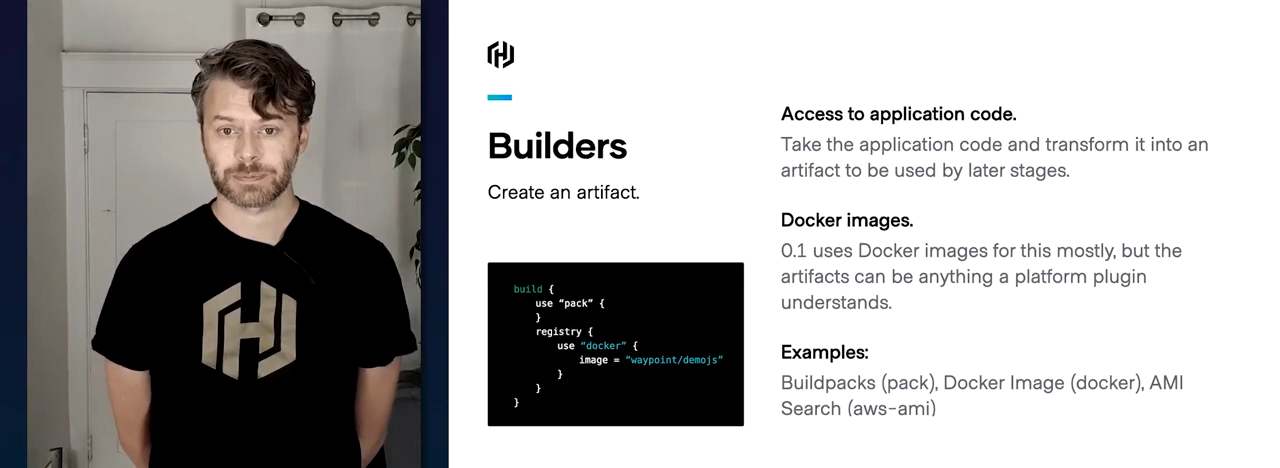 Builders
Create an artifact.
build {
use “pack” {
}
registry {
use “docker” {
image = “waypoint/demojs”
}
}
}
Access to application code.
Take the application code and transform it into an
artifact to be used by later stages.
Docker images.
0.1 uses Docker images for this mostly, but the
artifacts can be anything a platform plugin
understands.
Examples:
Buildpacks (pack), Docker Image (docker), AMI
Search (aws-ami)